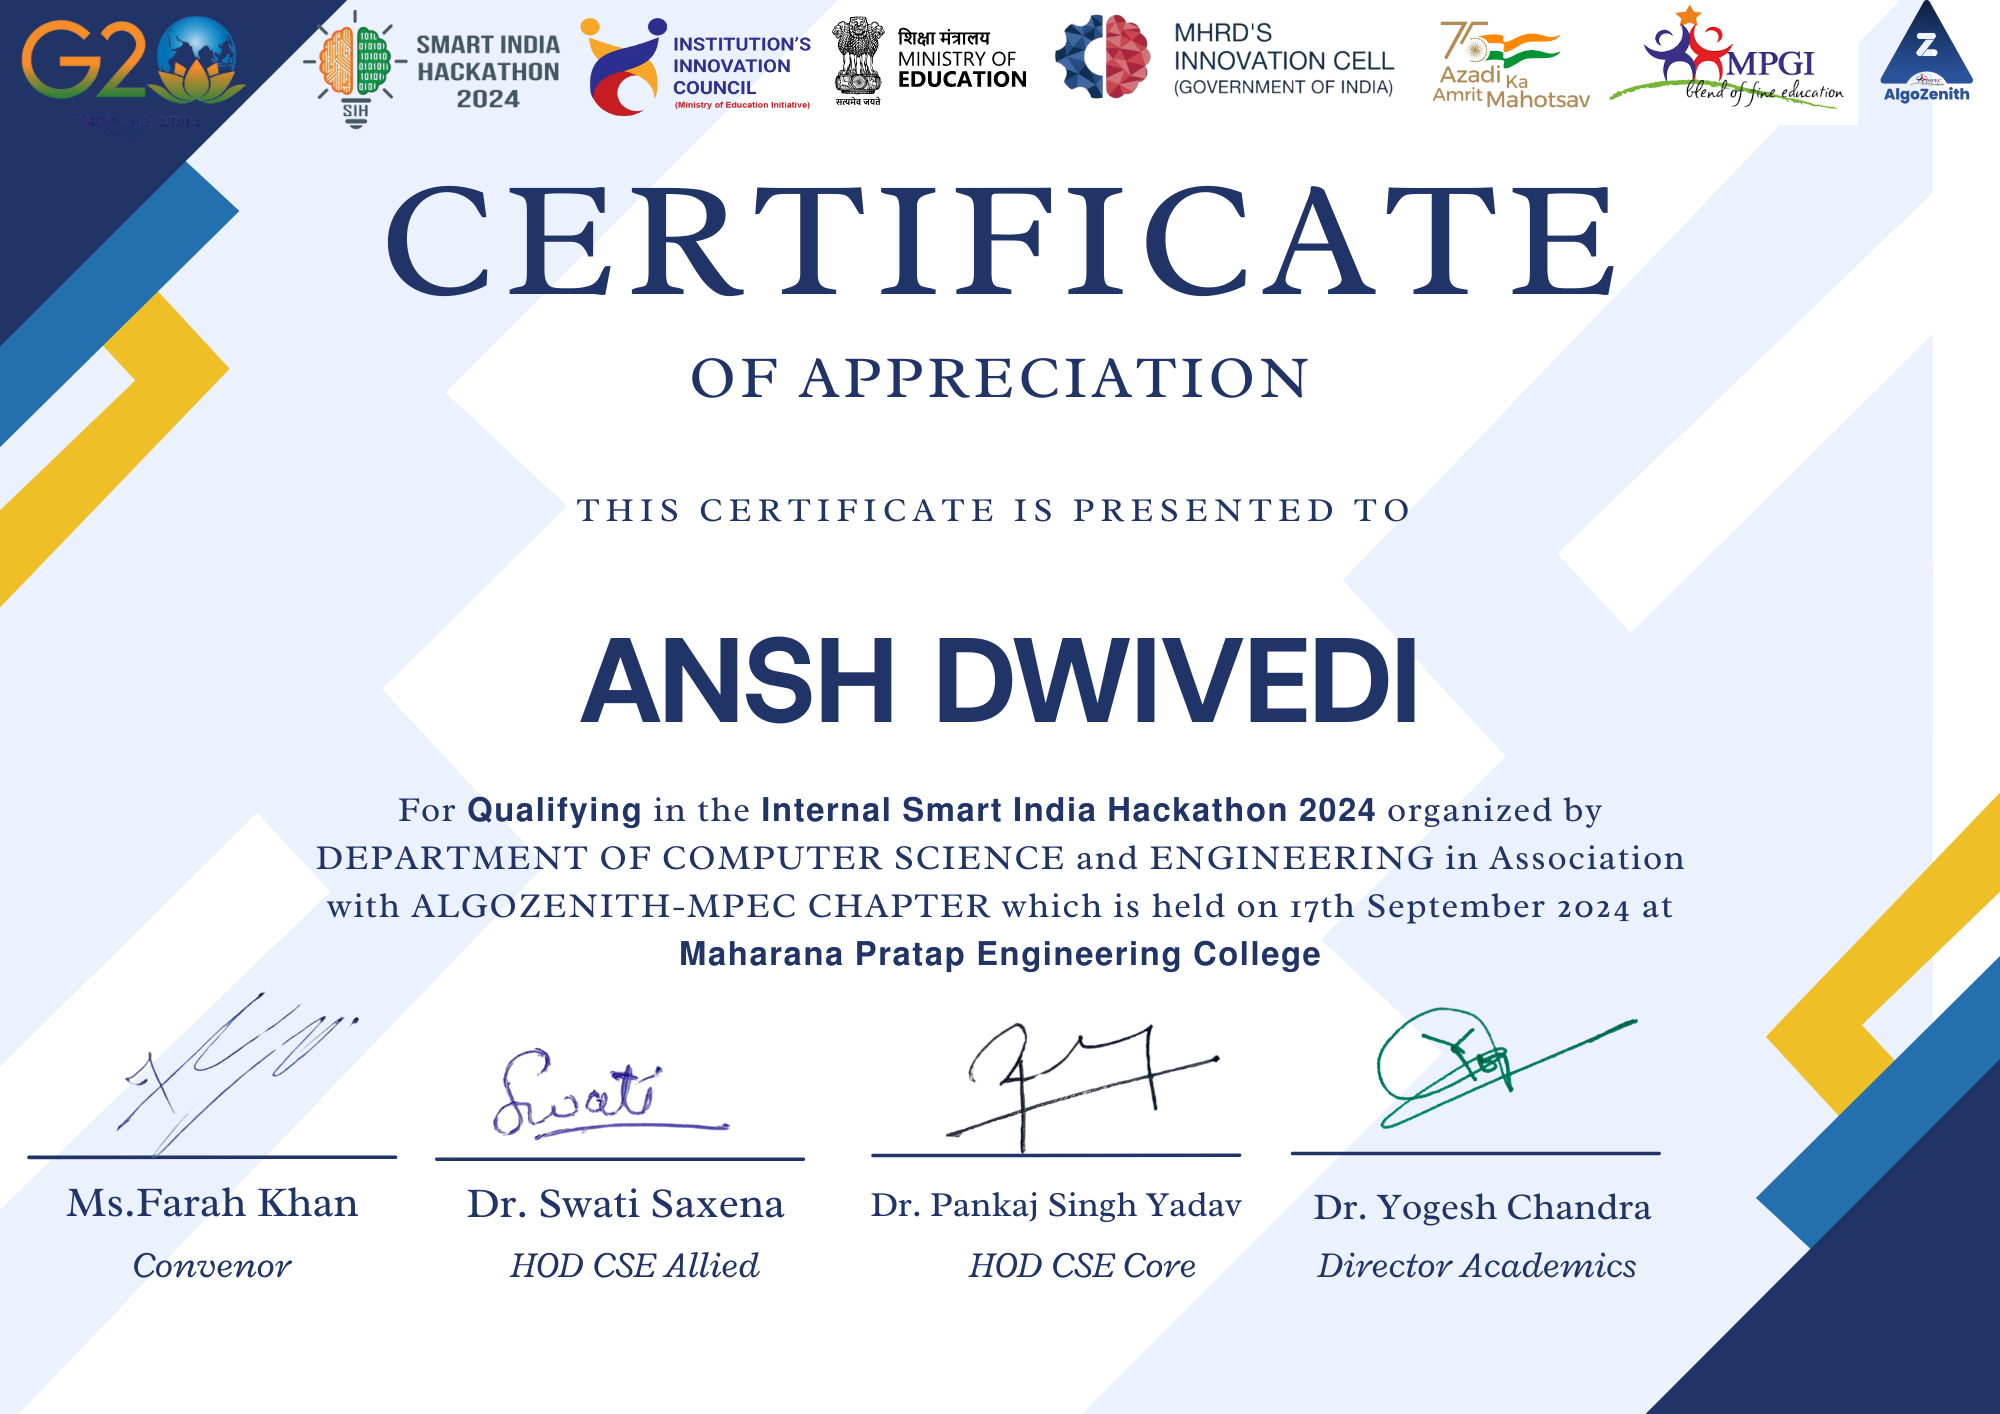 G20
SMART INDIA
HACKATHON
2024
SIH
INSTITUTION'S
INNOVATION
COUNCIL
(Ministry of Education Initiative)
शिक्षा मंत्रालय
MINISTRY OF
EDUCATION
सत्यमेव जयते
MHRD'S
INNOVATION CELL
(GOVERNMENT OF INDIA)
75
Azadi Ka
Amrit Mahotsav
MPGI
blend of fine education
Z
AlgoZenith
CERTIFICATE
OF APPRECIATION
THIS CERTIFICATE IS PRESENTED TO
ANSH DWIVEDI
For Qualifying in the Internal Smart India Hackathon 2024 organized by
DEPARTMENT OF COMPUTER SCIENCE and ENGINEERING in Association
with ALGOZENITH-MPEC CHAPTER which is held on 17th September 2024 at
Maharana Pratap Engineering College
Swati
Ms.Farah Khan
Convenor
Dr. Swati Saxena
HOD CSE Allied
Dr. Pankaj Singh Yadav
HOD CSE Core
Dr. Yogesh Chandra
Director Academics